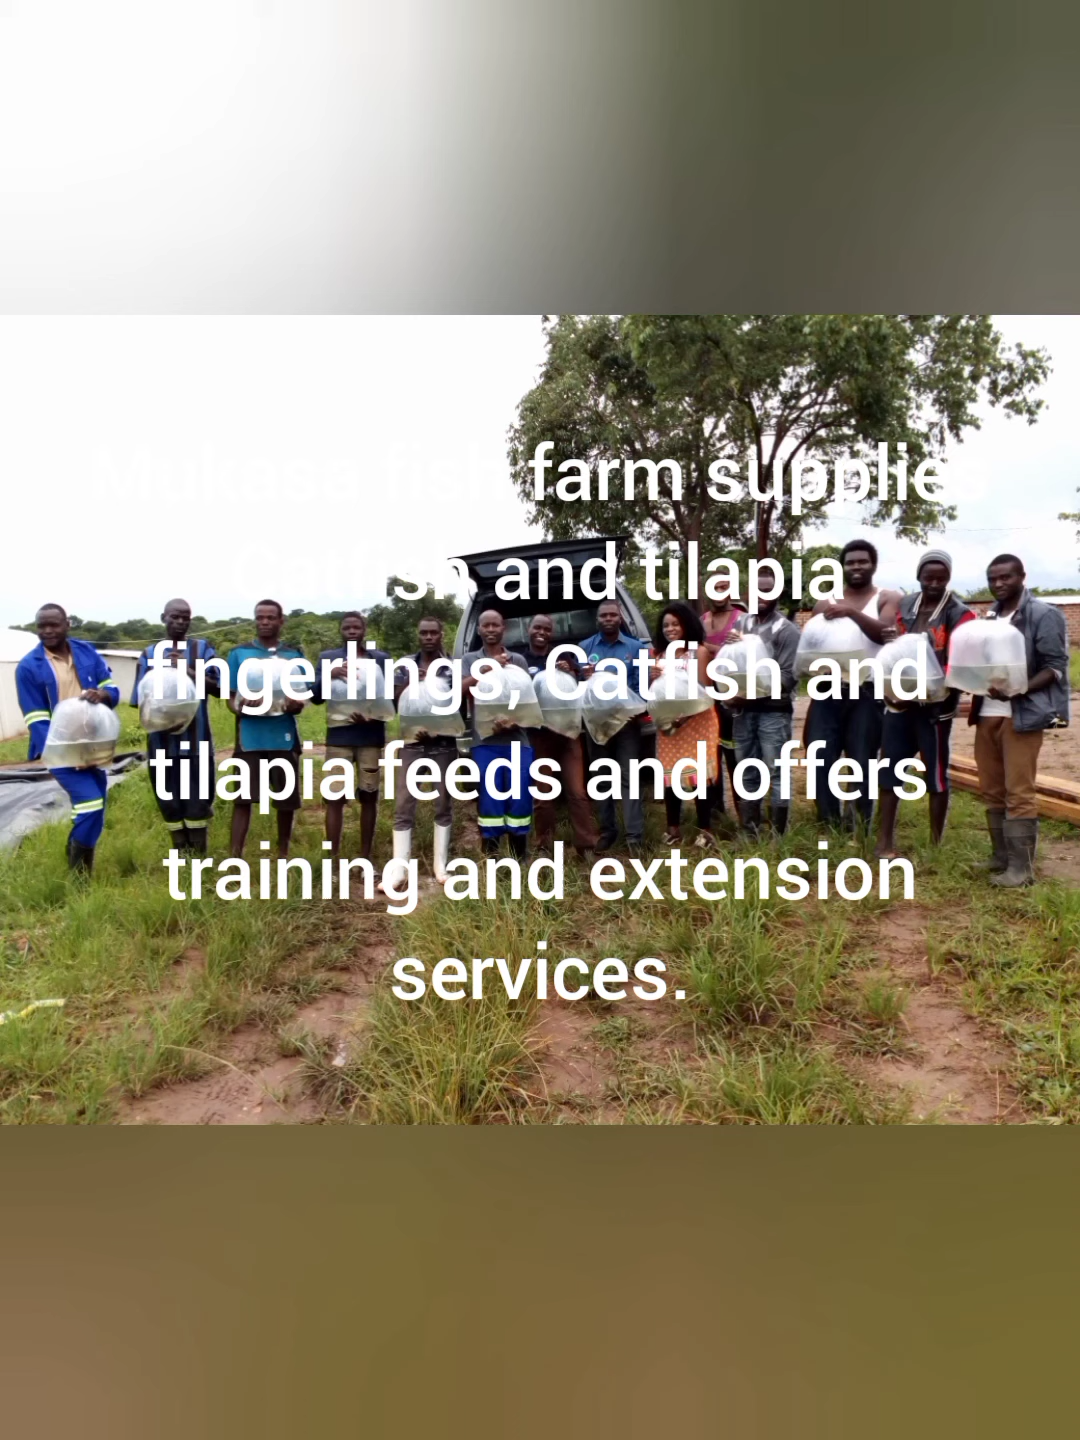 Mukasa fish farm supplies
Catfish and tilapia
fingerlings, Catfish and
tilapia feeds and offers
training and extension
services.